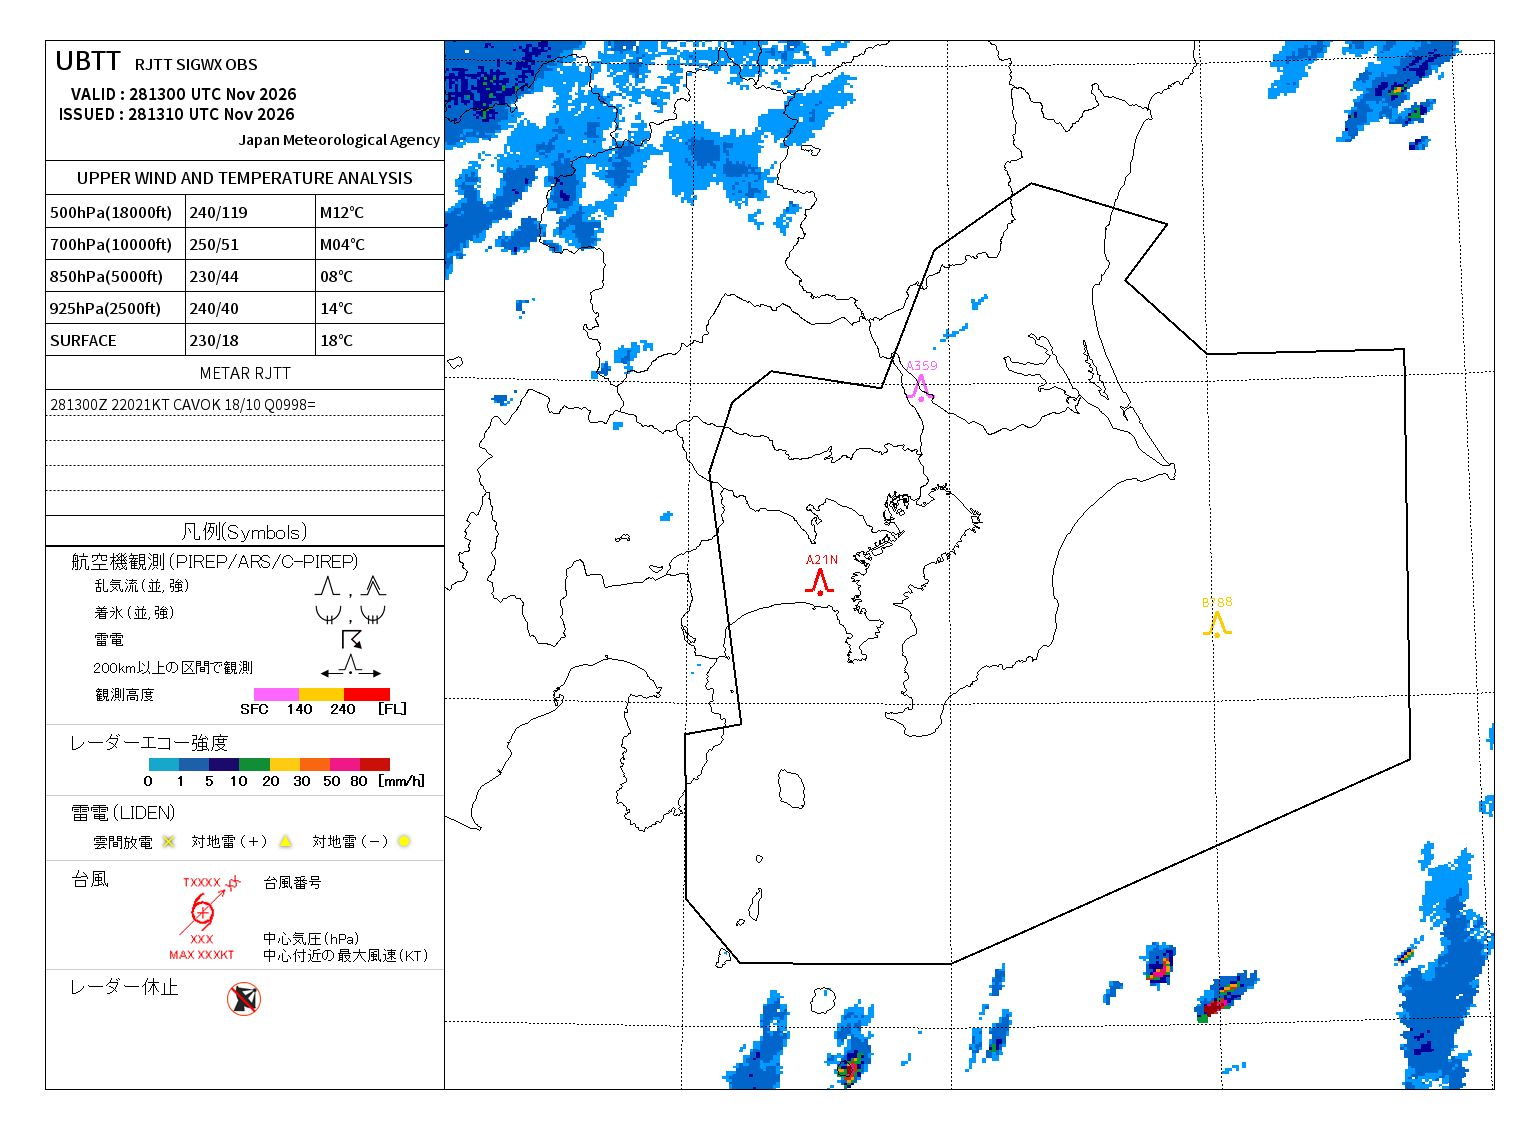 UBTT RJTT SIGWX OBS
VALID : 281300 UTC Nov 2026
ISSUED : 281310 UTC Nov 2026
Japan Meteorological Agency
UPPER WIND AND TEMPERATURE ANALYSIS
500hPa(18000ft) 240/119 M12℃
700hPa(10000ft) 250/51 M04℃
850hPa(5000ft) 230/44 08℃
925hPa(2500ft) 240/40 14℃
SURFACE 230/18 18℃
METAR RJTT
281300Z 22021KT CAVOK 18/10 Q0998=
凡例(Symbols)
航空機観測(PIREP/ARS/C-PIREP)
乱気流(並, 強) ,
着氷(並, 強) ,
雷電
200km以上の区間で観測
観測高度
SFC 140 240 [FL]
レーダーエコー強度
0 1 5 10 20 30 50 80 [mm/h]
雷電(LIDEN)
雲間放電 対地雷(+) 対地雷(−)
台風
TXXXX 台風番号
XXX 中心気圧(hPa)
MAX XXXKT 中心付近の最大風速(KT)
レーダー休止
A359
A21N
B788